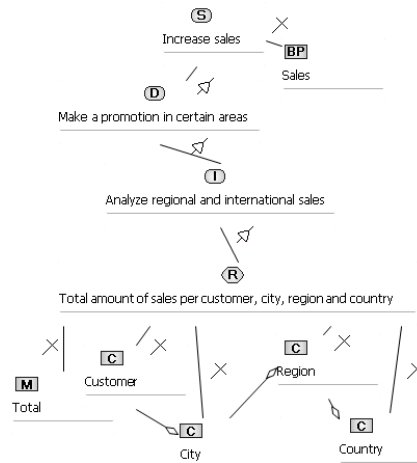 S
Increase sales
BP
Sales
D
Make a promotion in certain areas
I
Analyze regional and international sales
R
Total amount of sales per customer, city, region and country
C
Customer
C
Region
M
Total
C
City
C
Country